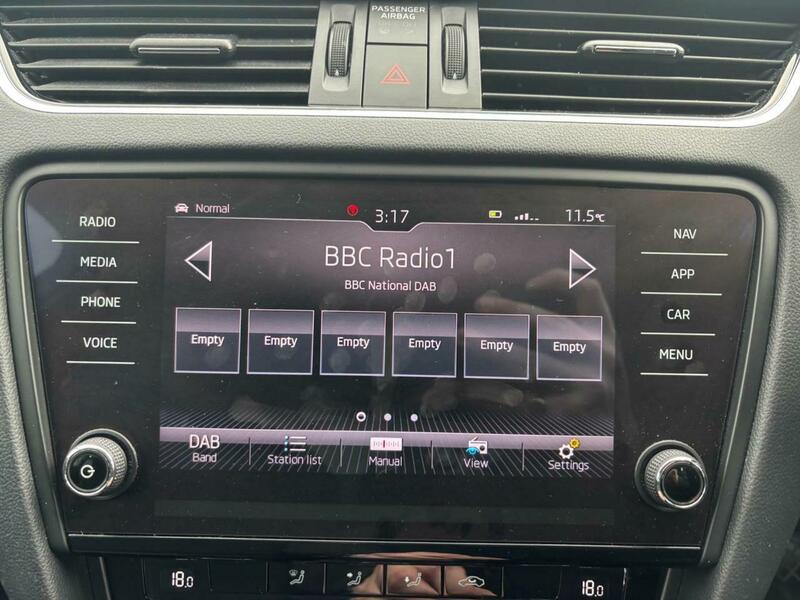 PASSENGER
AIRBAG
RADIO
MEDIA
PHONE
VOICE
Normal
3:17
11.5°C
BBC Radio1
BBC National DAB
Empty Empty Empty Empty Empty Empty
DAB
Band
Station list
Manual
View
Settings
NAV
APP
CAR
MENU
18.0
18.0